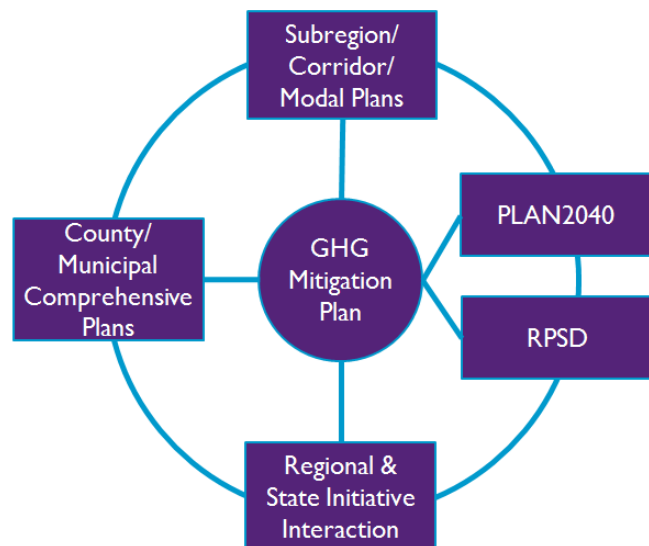 Subregion/
Corridor/
Modal Plans
PLAN2040
County/
Municipal
Comprehensive
Plans
GHG
Mitigation
Plan
RPSD
Regional &
State Initiative
Interaction